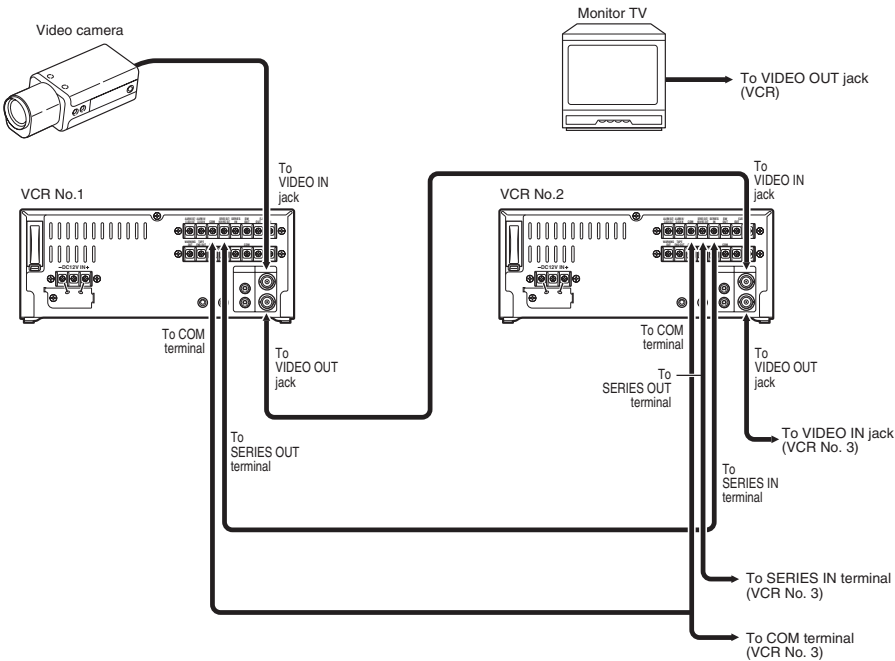 Monitor TV
Video camera
To VIDEO OUT jack
(VCR)
To
VIDEO IN
jack
To
VIDEO IN
jack
VCR No.1
VCR No.2
COM
COM
−DC12V IN+
−DC12V IN+
To COM
terminal
To
VIDEO OUT
jack
To COM
terminal
To
SERIES OUT
terminal
To
VIDEO OUT
jack
To
SERIES OUT
terminal
To VIDEO IN jack
(VCR No. 3)
To
SERIES IN
terminal
To SERIES IN terminal
(VCR No. 3)
To COM terminal
(VCR No. 3)